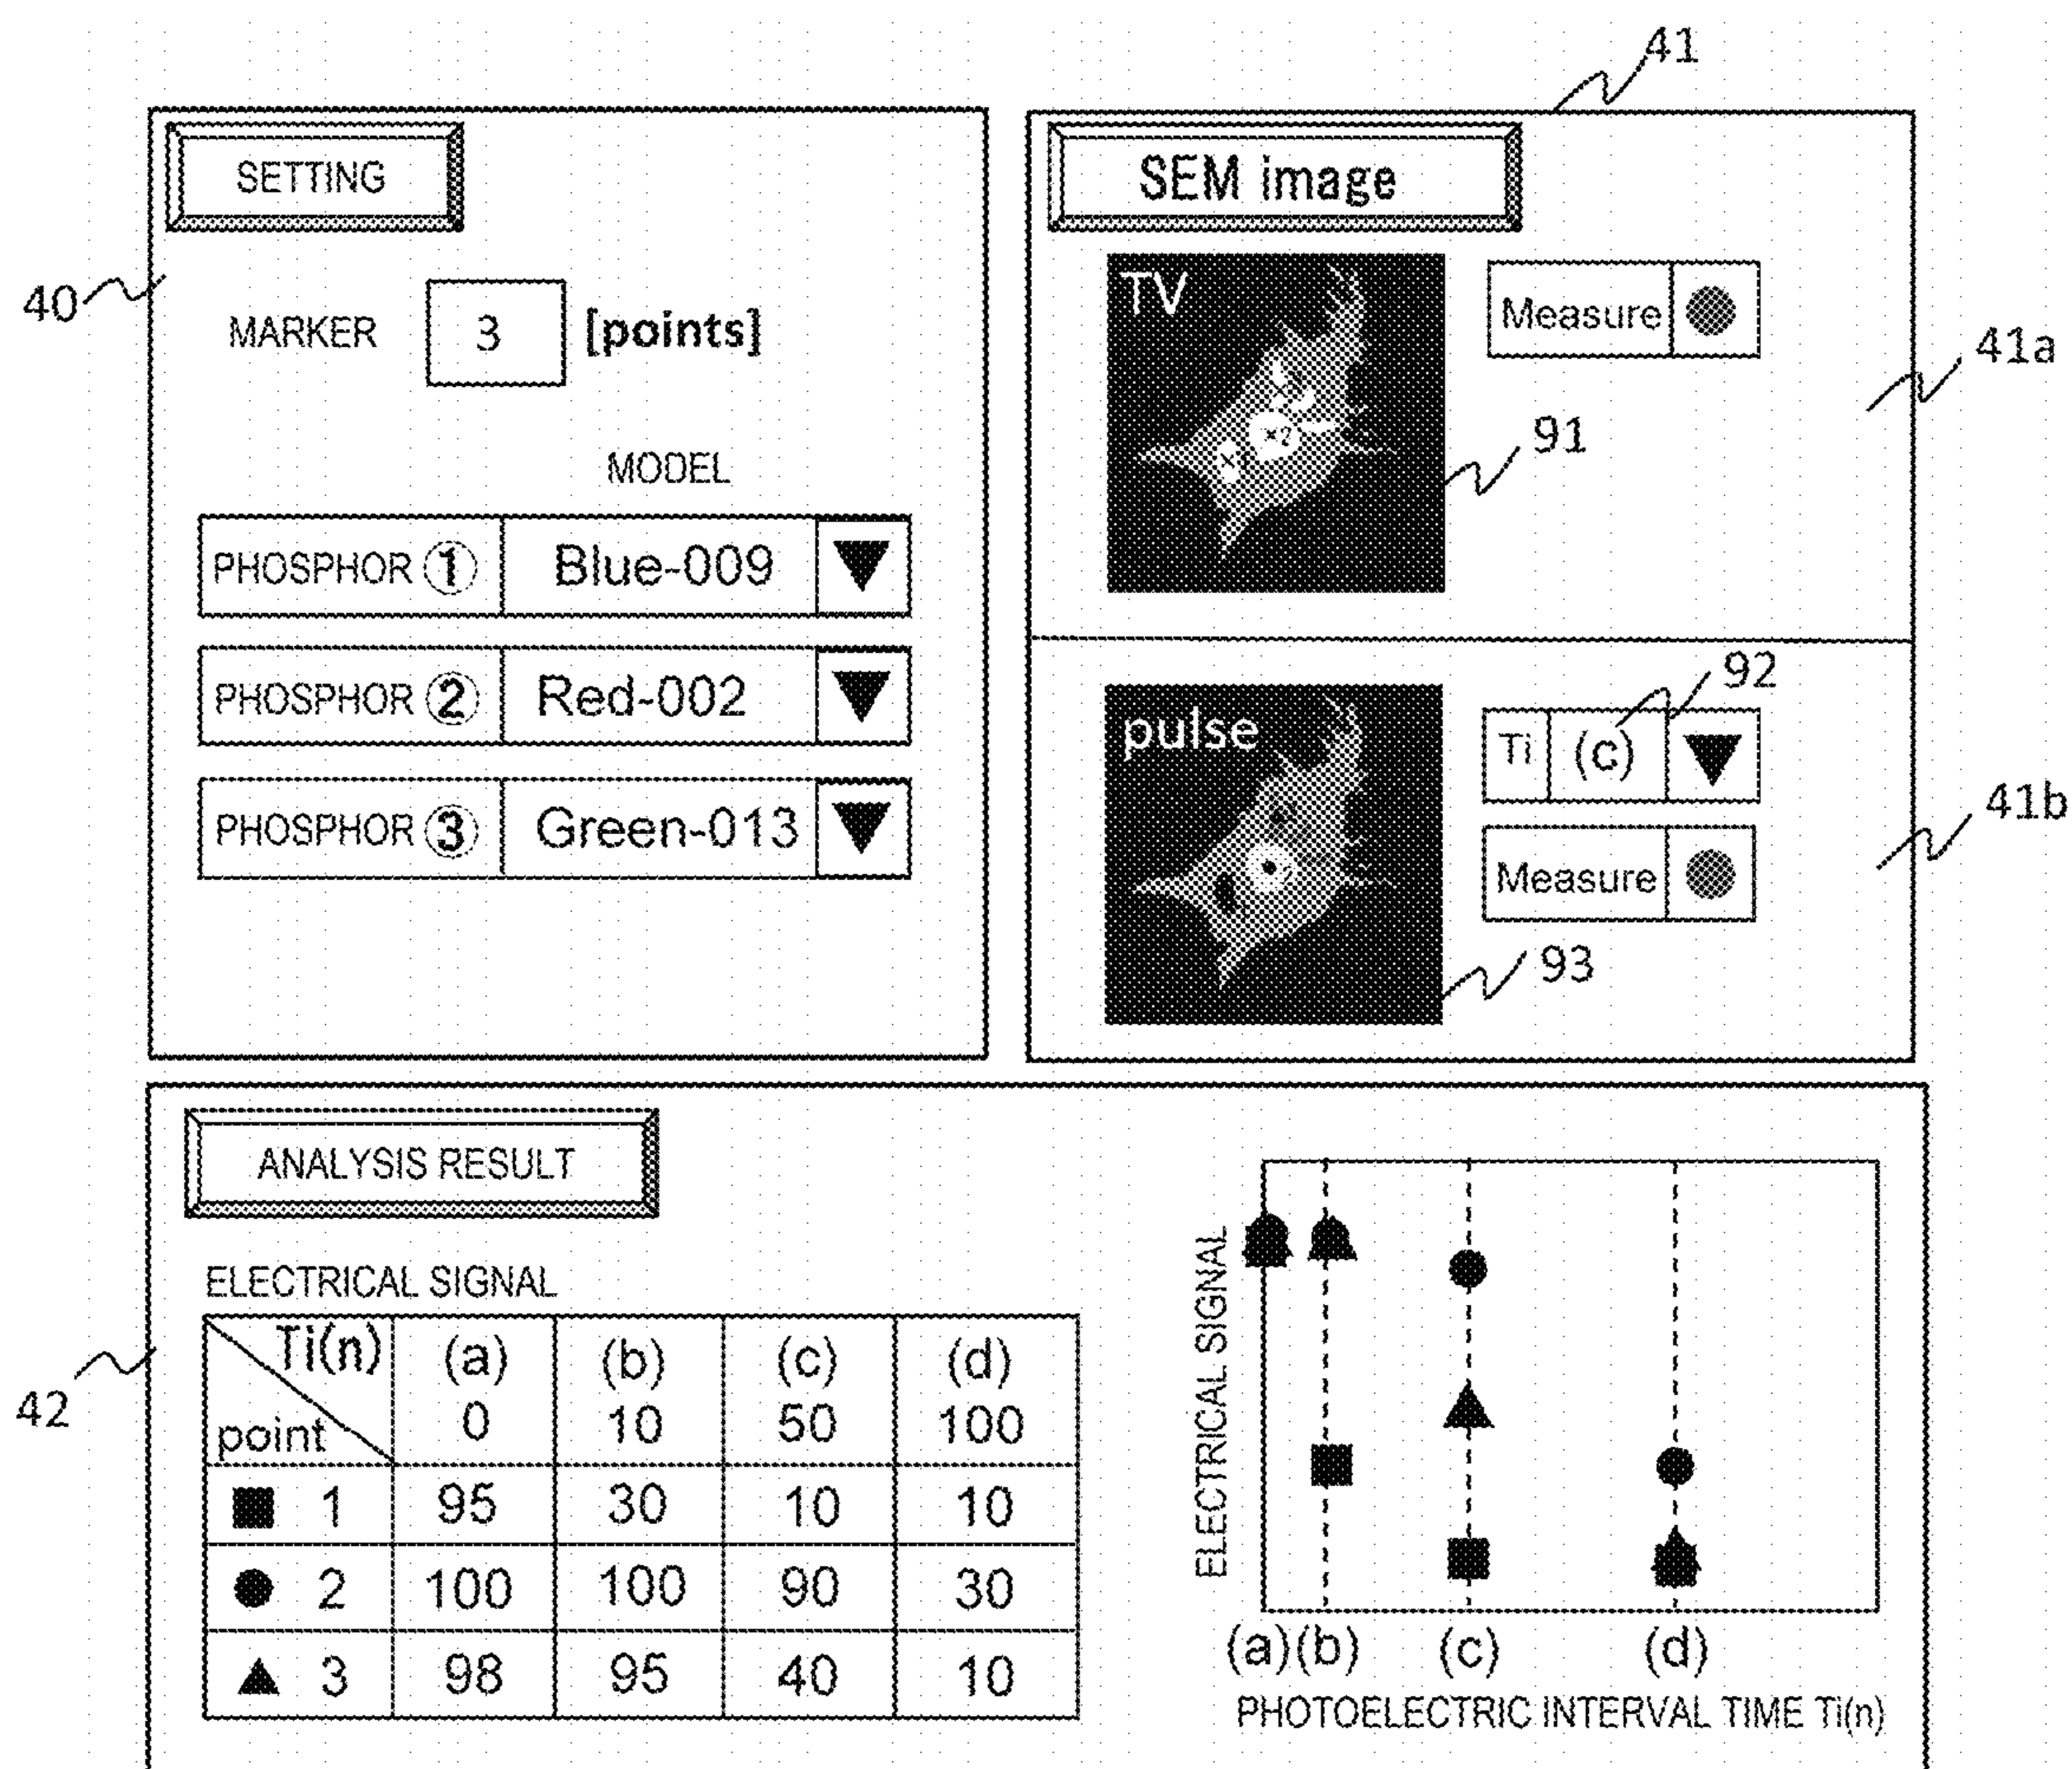 41
SETTING
40
MARKER 3 [points]
MODEL
PHOSPHOR ① Blue-009 ▼
PHOSPHOR ② Red-002 ▼
PHOSPHOR ③ Green-013 ▼
SEM image
TV
×
×2
×
Measure
41a
91
pulse
92
Ti (c) ▼
41b
Measure
93
ANALYSIS RESULT
42
ELECTRICAL SIGNAL
Ti(n) (a) (b) (c) (d)
point 0 10 50 100
■ 1 95 30 10 10
● 2 100 100 90 30
▲ 3 98 95 40 10
ELECTRICAL SIGNAL
(a) (b) (c) (d)
PHOTOELECTRIC INTERVAL TIME Ti(n)